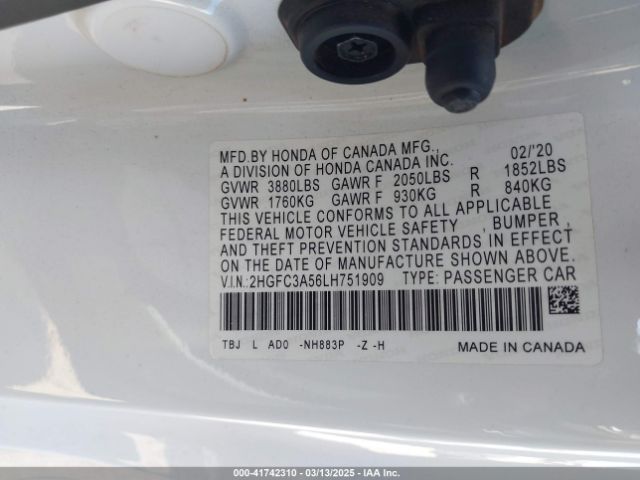 MFD.BY HONDA OF CANADA MFG., 02/'20
A DIVISION OF HONDA CANADA INC.
GVWR 3880LBS GAWR F 2050LBS R 1852LBS
GVWR 1760KG GAWR F 930KG R 840KG
THIS VEHICLE CONFORMS TO ALL APPLICABLE
FEDERAL MOTOR VEHICLE SAFETY , BUMPER ,
AND THEFT PREVENTION STANDARDS IN EFFECT
ON THE DATE OF MANUFACTURE SHOWN ABOVE.
V.I.N.:2HGFC3A56LH751909 TYPE: PASSENGER CAR
TBJ L AD0 -NH883P -Z -H MADE IN CANADA
000-41742310 | 03/13/2025 | IAA Inc.